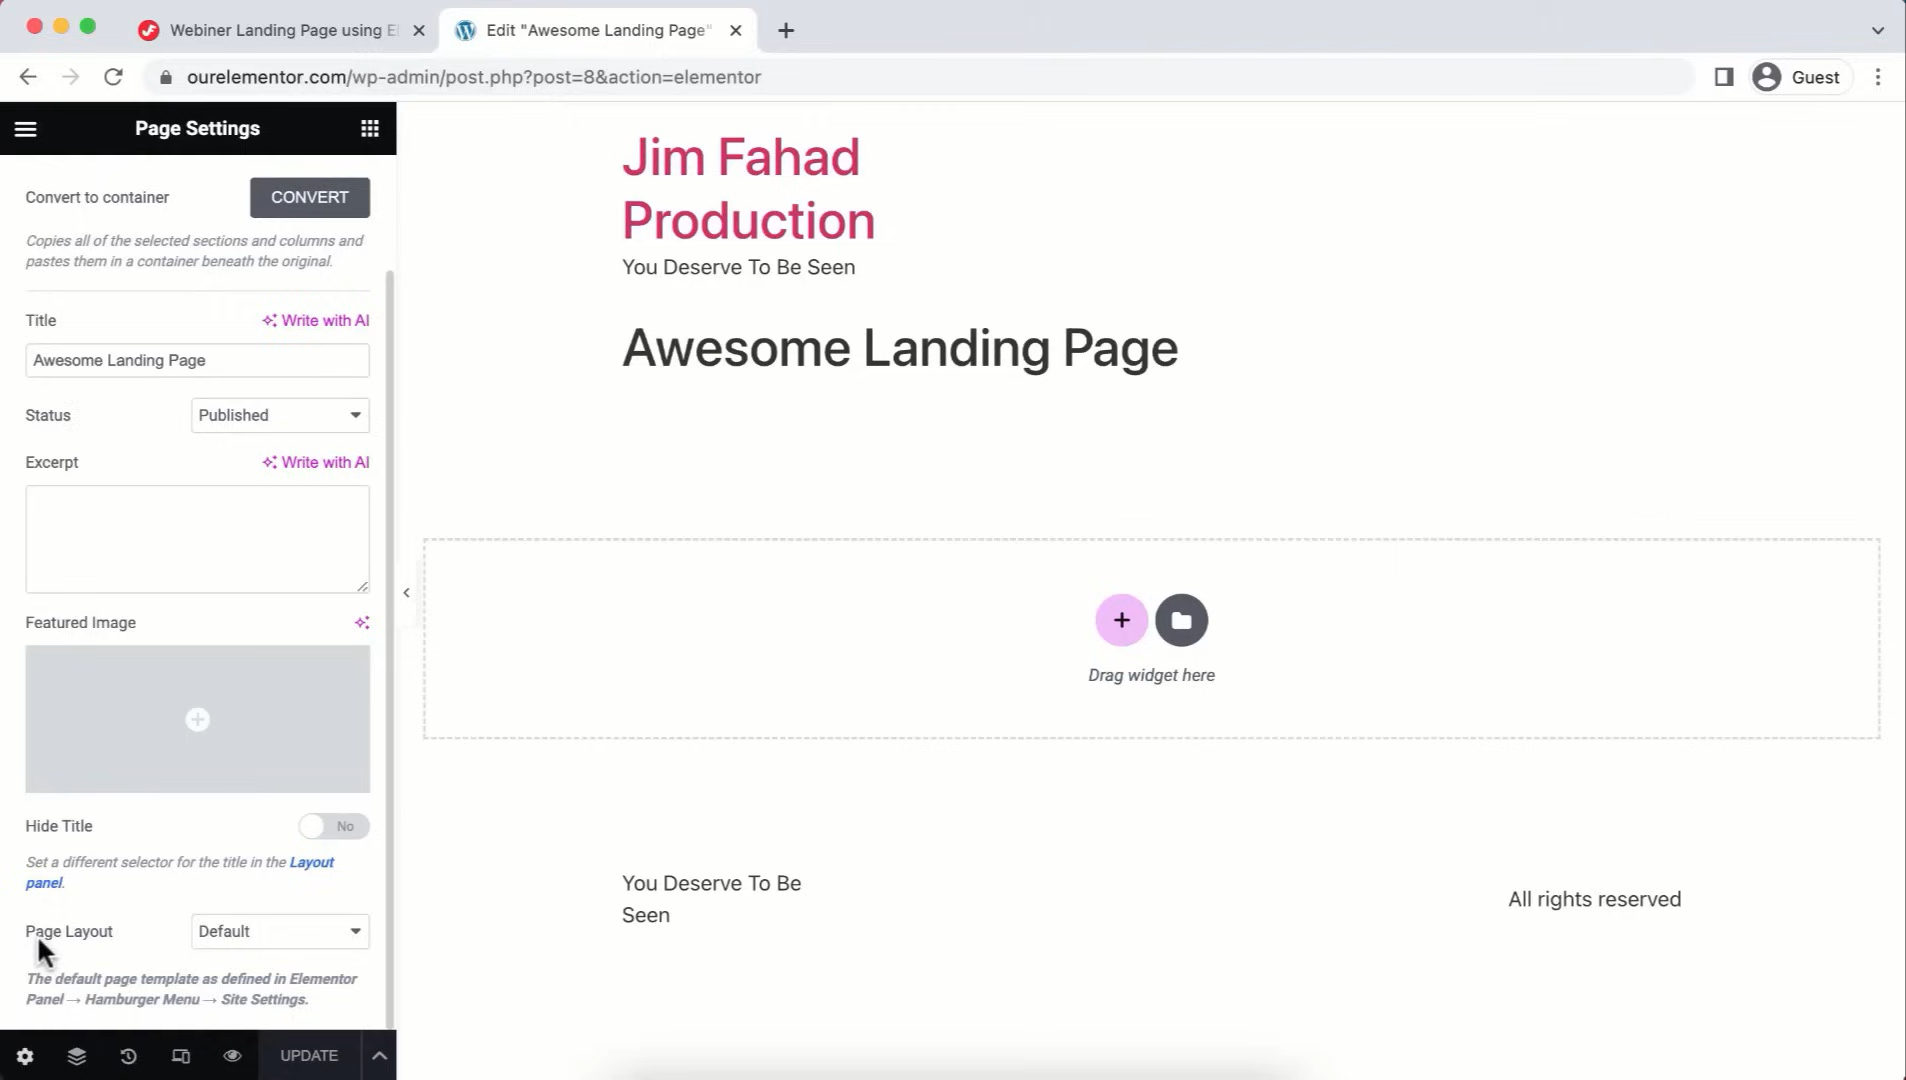 Webiner Landing Page using El
Edit "Awesome Landing Page"
ourelementor.com/wp-admin/post.php?post=8&action=elementor
Guest
Page Settings
Convert to container
CONVERT
Copies all of the selected sections and columns and
pastes them in a container beneath the original.
Title
Write with AI
Awesome Landing Page
Status
Published
Excerpt
Write with AI
Featured Image
Hide Title
No
Set a different selector for the title in the Layout
panel.
Page Layout
Default
The default page template as defined in Elementor
Panel → Hamburger Menu → Site Settings.
UPDATE
Jim Fahad
Production
You Deserve To Be Seen
Awesome Landing Page
Drag widget here
You Deserve To Be
Seen
All rights reserved